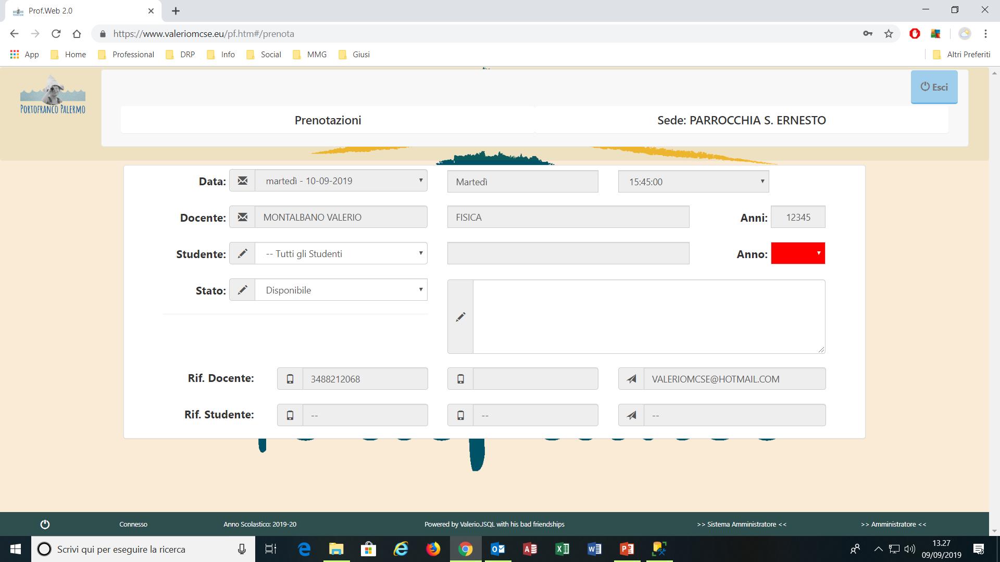 Prof.Web 2.0
https://www.valeriomcse.eu/pf.htm#/prenota
App Home Professional DRP Info Social MMG Giusi Altri Preferiti
PORTOFRANCO PALERMO
Esci
Prenotazioni Sede: PARROCCHIA S. ERNESTO
Data: martedì - 10-09-2019 Martedì 15:45:00
Docente: MONTALBANO VALERIO FISICA Anni: 12345
Studente: -- Tutti gli Studenti Anno:
Stato: Disponibile
Rif. Docente: 3488212068 VALERIOMCSE@HOTMAIL.COM
Rif. Studente: -- -- --
Connesso Anno Scolastico: 2019-20 Powered by ValerioJSQL with his bad friendships >> Sistema Amministratore << >> Amministratore <<
Scrivi qui per eseguire la ricerca
13.27
09/09/2019